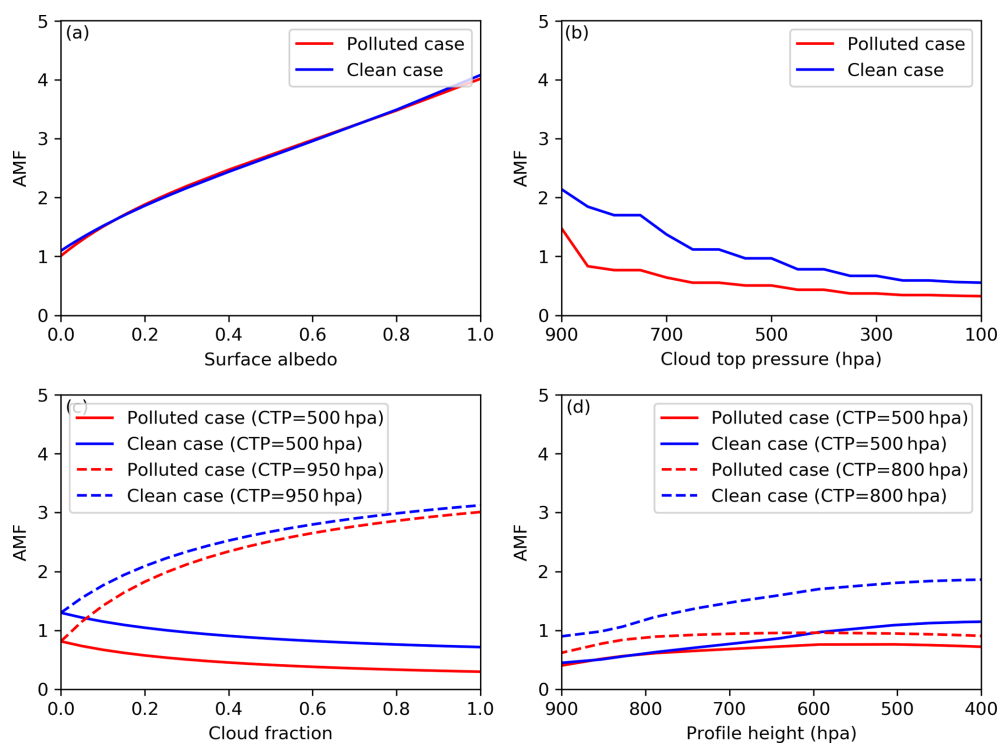 (a)
Polluted case
Clean case
5
4
3
2
1
0
AMF
0.0 0.2 0.4 0.6 0.8 1.0
Surface albedo
(b)
Polluted case
Clean case
5
4
3
2
1
0
AMF
900 700 500 300 100
Cloud top pressure (hpa)
(c)
Polluted case (CTP=500 hpa)
Clean case (CTP=500 hpa)
Polluted case (CTP=950 hpa)
Clean case (CTP=950 hpa)
5
4
3
2
1
0
AMF
0.0 0.2 0.4 0.6 0.8 1.0
Cloud fraction
(d)
Polluted case (CTP=500 hpa)
Clean case (CTP=500 hpa)
Polluted case (CTP=800 hpa)
Clean case (CTP=800 hpa)
5
4
3
2
1
0
AMF
900 800 700 600 500 400
Profile height (hpa)